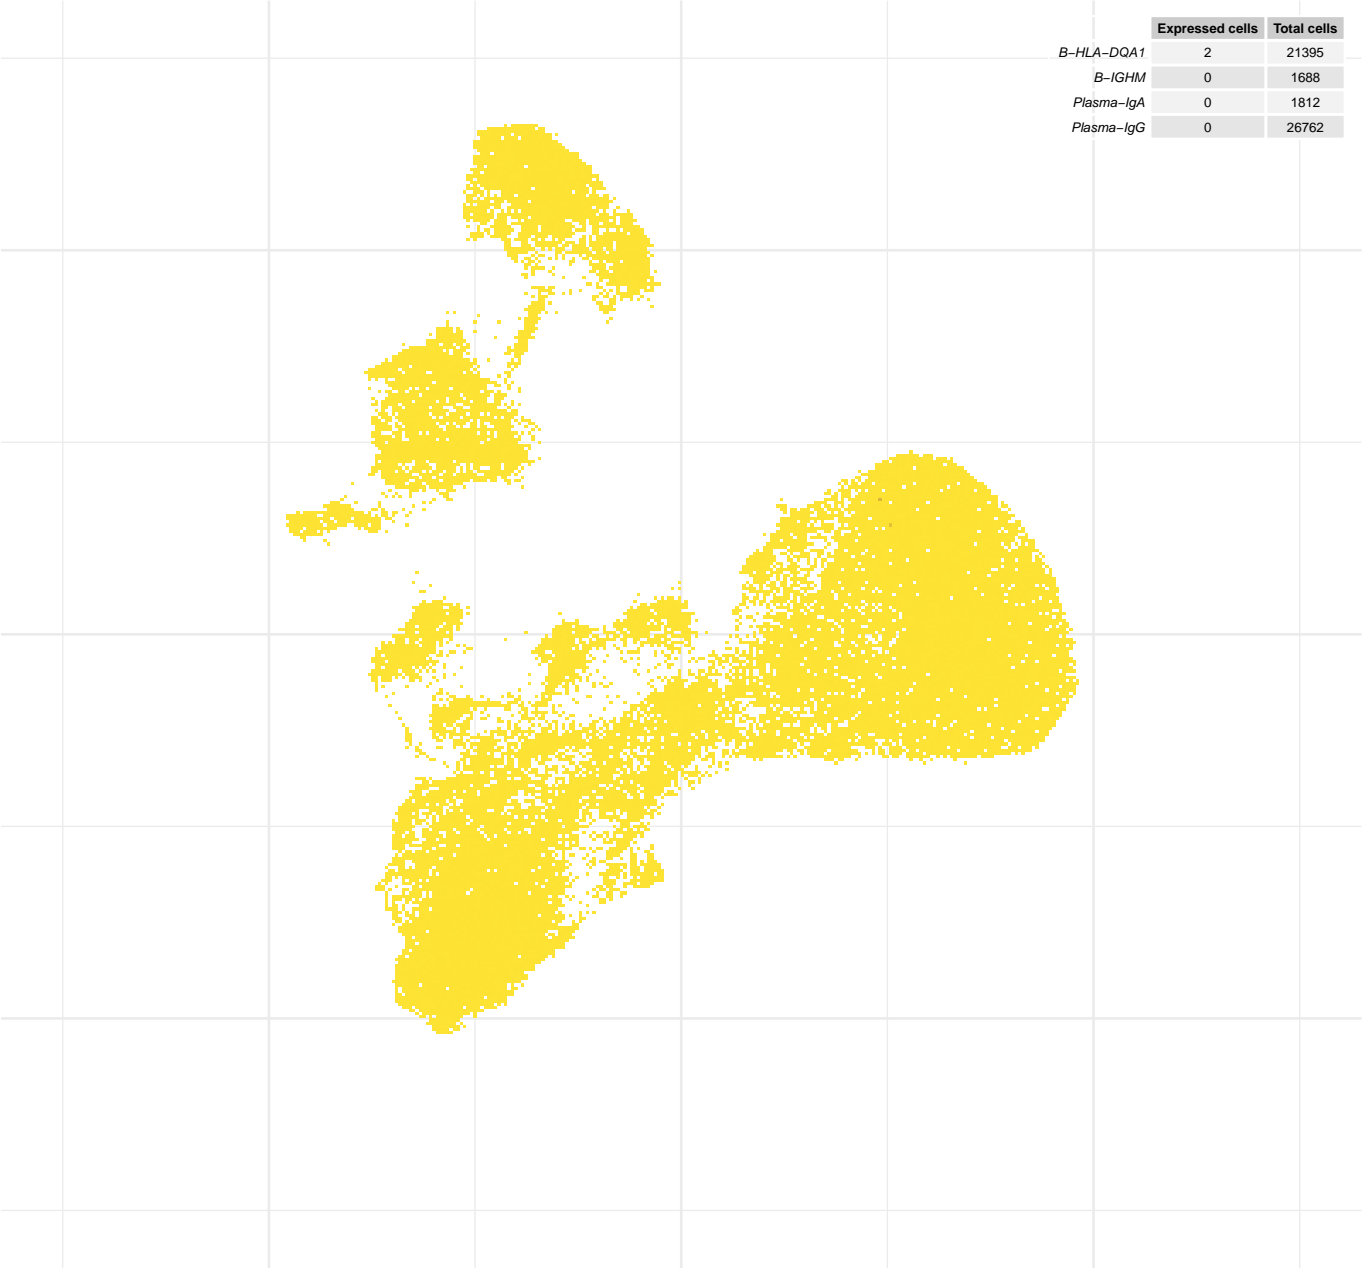 Expressed cells Total cells
B−HLA−DQA1 2 21395
B−IGHM 0 1688
Plasma−IgA 0 1812
Plasma−IgG 0 26762